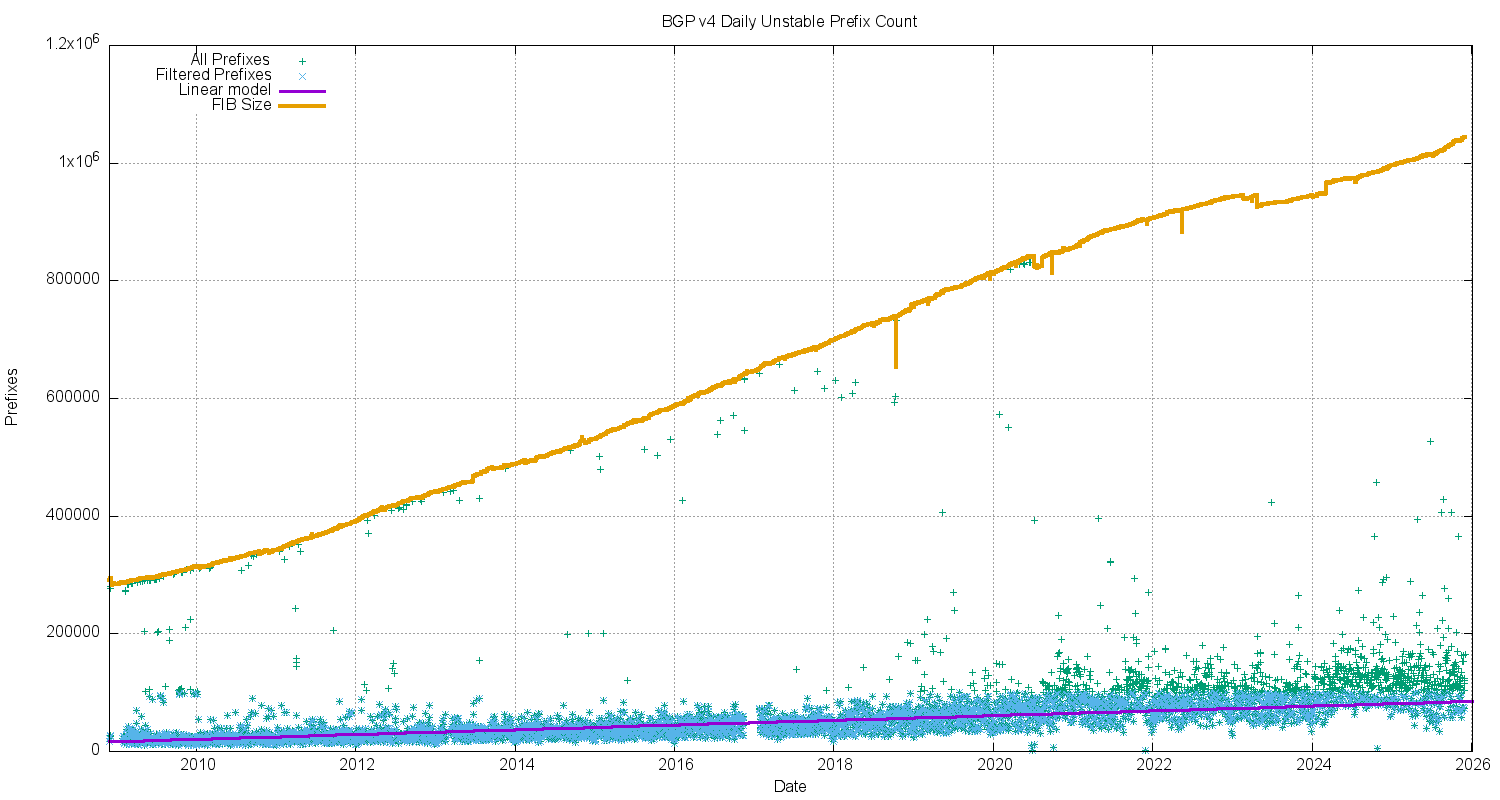 BGP v4 Daily Unstable Prefix Count
1.2x10^6
1x10^6
800000
600000
400000
200000
0
Prefixes
All Prefixes
Filtered Prefixes
Linear model
FIB Size
2010 2012 2014 2016 2018 2020 2022 2024 2026
Date